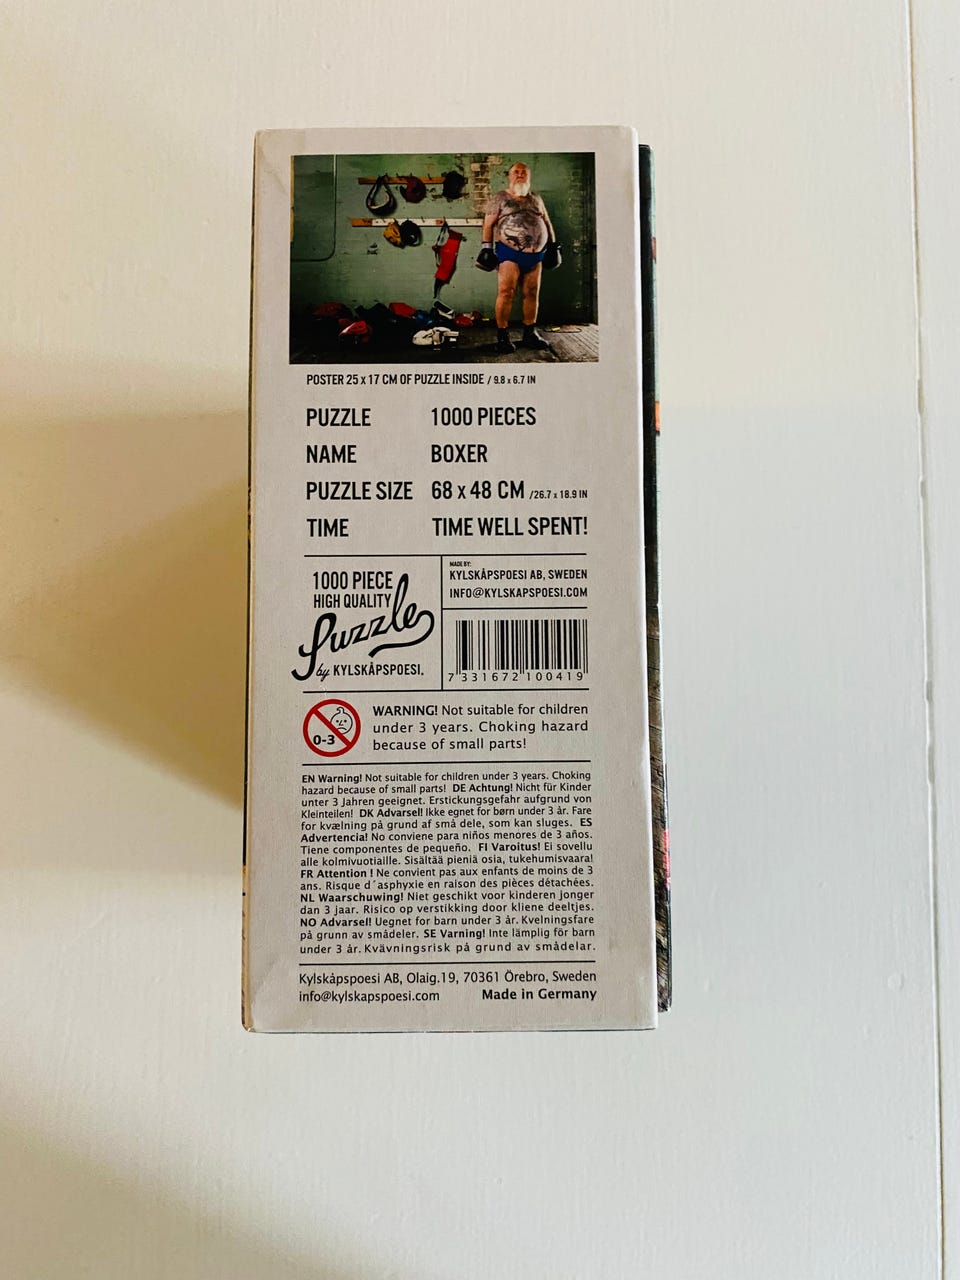 POSTER 25 x 17 CM OF PUZZLE INSIDE / 9.8 x 6.7 IN
PUZZLE 1000 PIECES
NAME BOXER
PUZZLE SIZE 68 x 48 CM / 26.7 x 18.9 IN
TIME TIME WELL SPENT!
1000 PIECE
HIGH QUALITY
Puzzle
by KYLSKÅPSPOESI.
MADE BY:
KYLSKÅPSPOESI AB, SWEDEN
INFO@KYLSKAPSPOESI.COM
7 331672 100419
0-3
WARNING! Not suitable for children
under 3 years. Choking hazard
because of small parts!
EN Warning! Not suitable for children under 3 years. Choking
hazard because of small parts! DE Achtung! Nicht für Kinder
unter 3 Jahren geeignet. Erstickungsgefahr aufgrund von
Kleinteilen! DK Advarsel! Ikke egnet for børn under 3 år. Fare
for kvælning på grund af små dele, som kan sluges. ES
Advertencia! No conviene para niños menores de 3 años.
Tiene componentes de pequeño. FI Varoitus! Ei sovellu
alle kolmivuotiaille. Sisältää pieniä osia, tukehumisvaara!
FR Attention ! Ne convient pas aux enfants de moins de 3
ans. Risque d´asphyxie en raison des pièces détachées.
NL Waarschuwing! Niet geschikt voor kinderen jonger
dan 3 jaar. Risico op verstikking door kliene deeltjes.
NO Advarsel! Uegnet for barn under 3 år. Kvelningsfare
på grunn av smådeler. SE Varning! Inte lämplig för barn
under 3 år. Kvävningsrisk på grund av smådelar.
Kylskåpspoesi AB, Olaig.19, 70361 Örebro, Sweden
info@kylskapspoesi.com Made in Germany